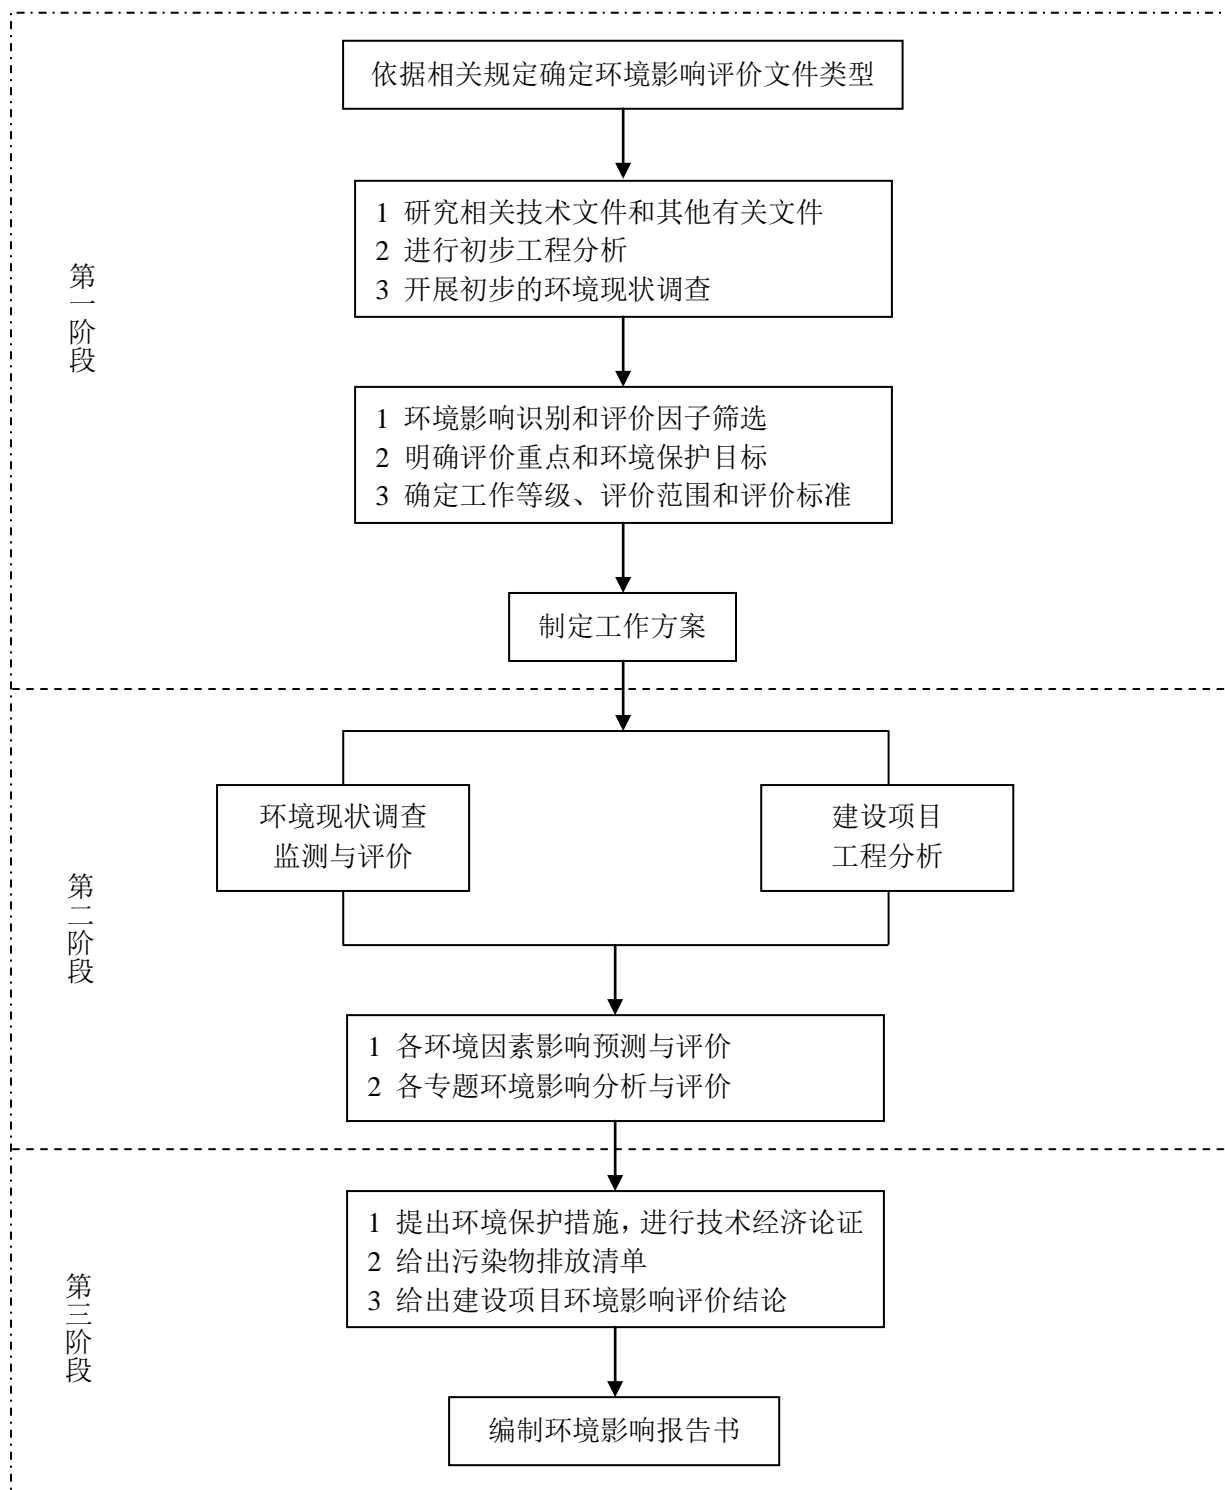 依据相关规定确定环境影响评价文件类型
第一阶段
1 研究相关技术文件和其他有关文件
2 进行初步工程分析
3 开展初步的环境现状调查
1 环境影响识别和评价因子筛选
2 明确评价重点和环境保护目标
3 确定工作等级、评价范围和评价标准
制定工作方案
第二阶段
环境现状调查
监测与评价
建设项目
工程分析
1 各环境因素影响预测与评价
2 各专题环境影响分析与评价
第三阶段
1 提出环境保护措施，进行技术经济论证
2 给出污染物排放清单
3 给出建设项目环境影响评价结论
编制环境影响报告书